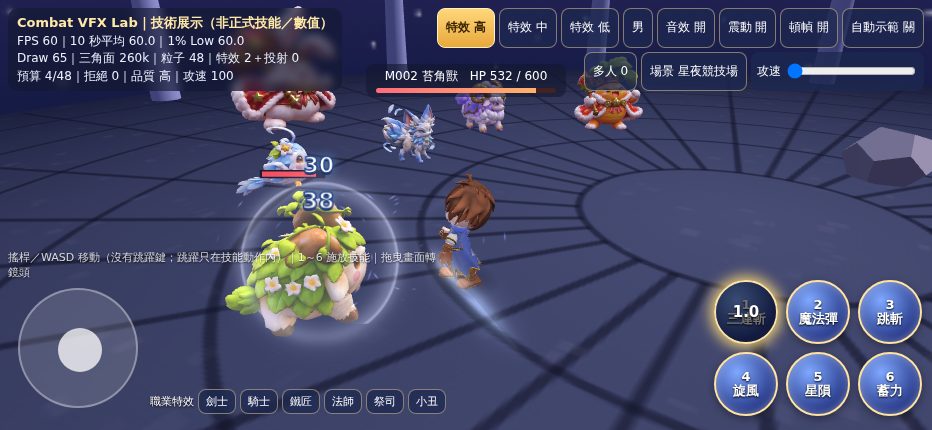 Combat VFX Lab｜技術展示（非正式技能／數值）
FPS 60｜10 秒平均 60.0｜1% Low 60.0
Draw 65｜三角面 260k｜粒子 48｜特效 2＋投射 0
預算 4/48｜拒絕 0｜品質 高｜攻速 100
特效 高
特效 中
特效 低
男
音效 開
震動 開
頓幀 開
自動示範 關
多人 0
場景 星夜競技場
攻速
M002 苔角獸 HP 532 / 600
30
38
搖桿／WASD 移動（沒有跳躍鍵；跳躍只在技能動作內）｜1~6 施放技能｜拖曳畫面轉
鏡頭
1
三連斬
1.0
2
魔法彈
3
跳斬
4
旋風
5
星隕
6
蓄力
職業特效
劍士
騎士
鐵匠
法師
祭司
小丑